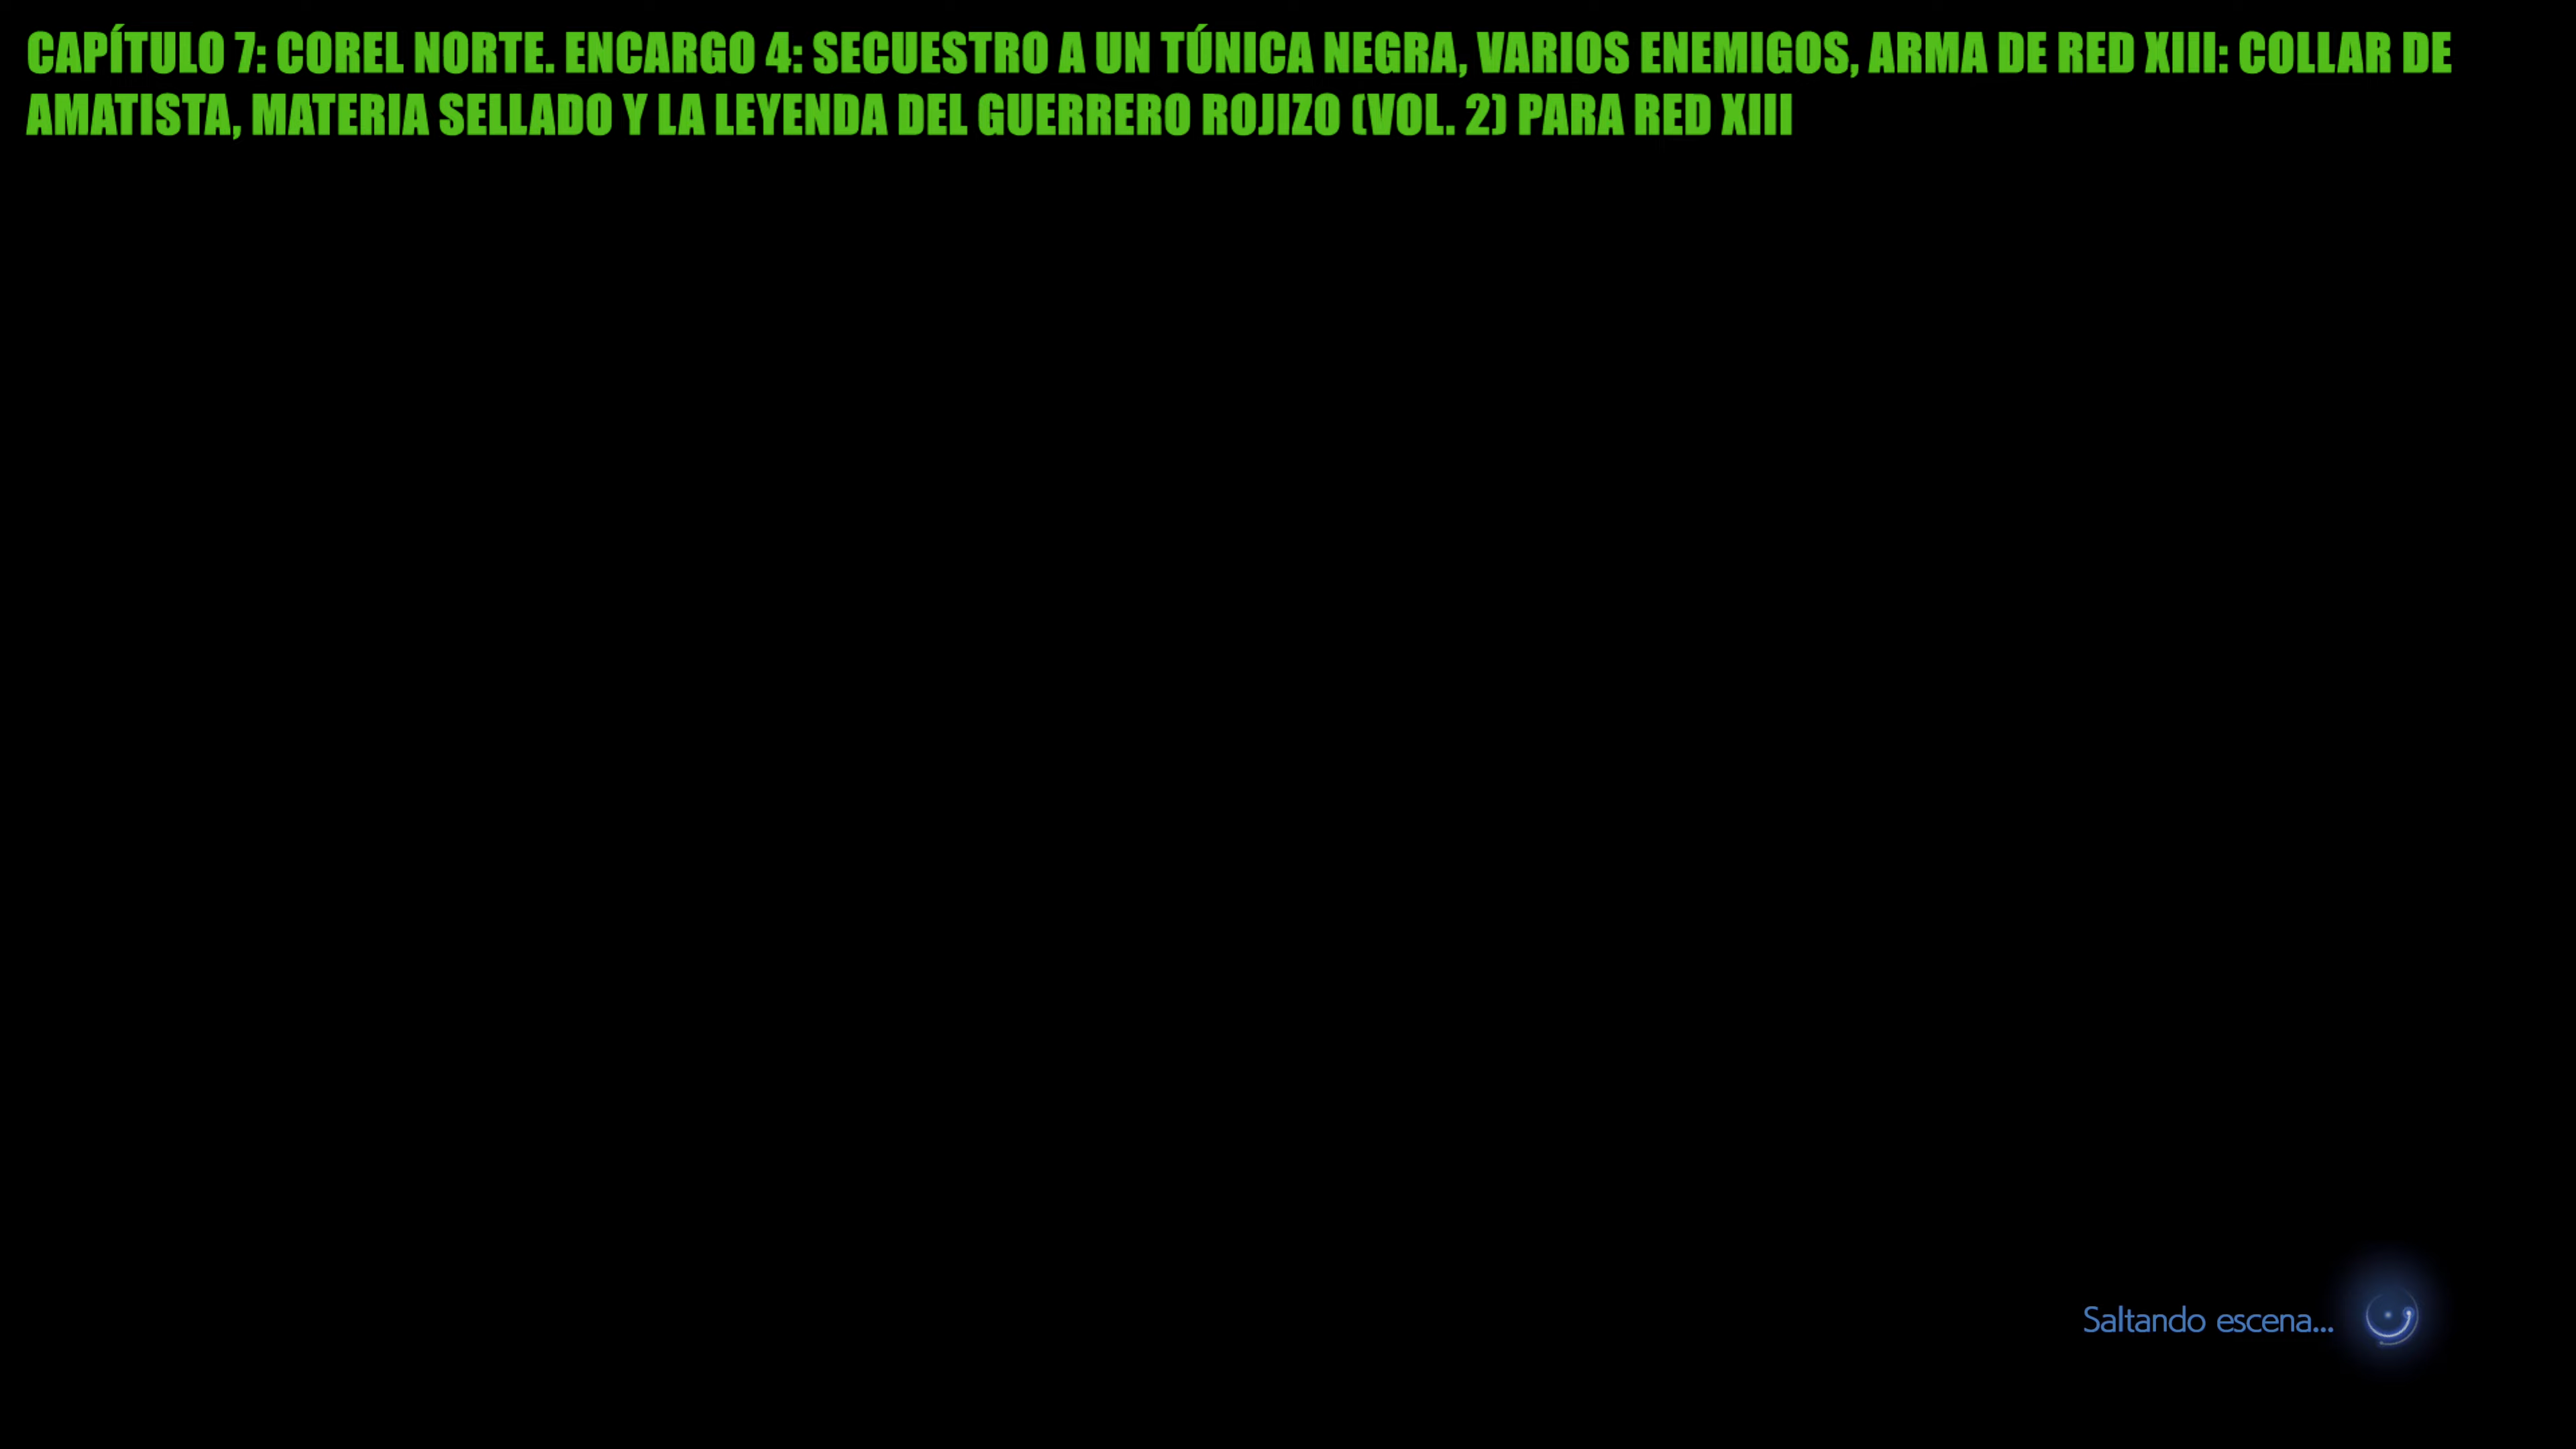 CAPÍTULO 7: COREL NORTE. ENCARGO 4: SECUESTRO A UN TÚNICA NEGRA, VARIOS ENEMIGOS, ARMA DE RED XIII: COLLAR DE
AMATISTA, MATERIA SELLADO Y LA LEYENDA DEL GUERRERO ROJIZO (VOL. 2) PARA RED XIII
Saltando escena...